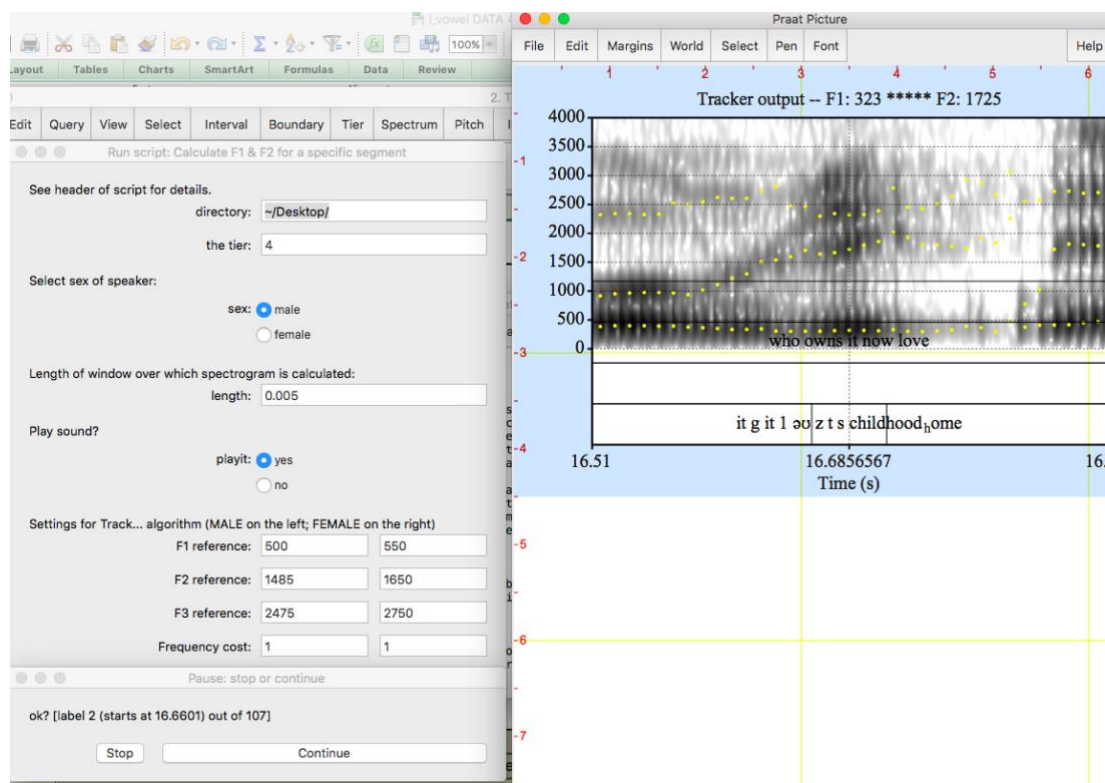 i_vowel DATA 4
100%
Layout Tables Charts SmartArt Formulas Data Review
2. T
Edit Query View Select Interval Boundary Tier Spectrum Pitch I
Run script: Calculate F1 & F2 for a specific segment
See header of script for details.
directory: ~/Desktop/
the tier: 4
Select sex of speaker:
sex: male
female
Length of window over which spectrogram is calculated:
length: 0.005
Play sound?
playit: yes
no
Settings for Track... algorithm (MALE on the left; FEMALE on the right)
F1 reference: 500 550
F2 reference: 1485 1650
F3 reference: 2475 2750
Frequency cost: 1 1
Pause: stop or continue
ok? [label 2 (starts at 16.6601) out of 107]
Stop Continue
Praat Picture
File Edit Margins World Select Pen Font Help
1 2 3 4 5 6
Tracker output -- F1: 323 ***** F2: 1725
4000
3500
3000
2500
2000
1500
1000
500
0
who owns it now love
it g it l əʊ z t s childhood home
16.51 16.6856567 16.
Time (s)
1
2
3
4
5
6
7